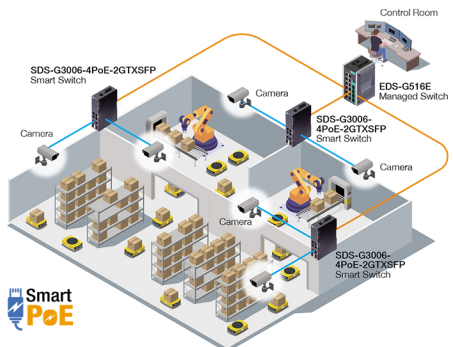 Control Room
SDS-G3006-4PoE-2GTXSFP
Smart Switch
EDS-G516E
Managed Switch
Camera
SDS-G3006-
4PoE-2GTXSFP
Smart Switch
Camera
Camera
Camera
SDS-G3006-
4PoE-2GTXSFP
Smart Switch
Smart
PoE